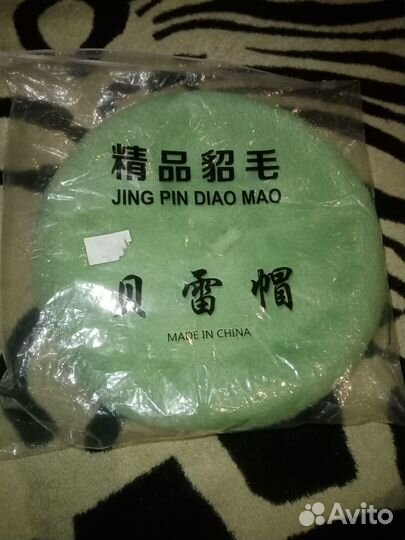 精品貂毛
JING PIN DIAO MAO
贝雷帽
MADE IN CHINA
Avito